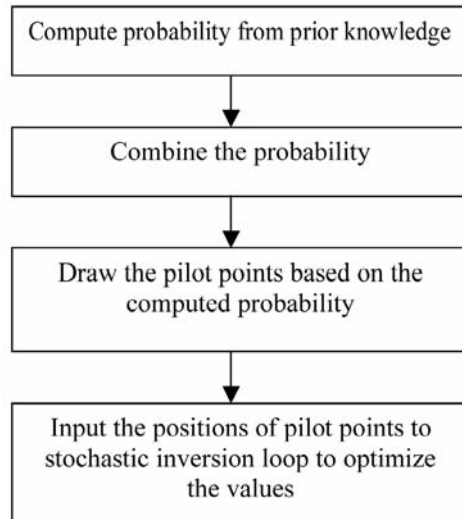 Compute probability from prior knowledge
Combine the probability
Draw the pilot points based on the
computed probability
Input the positions of pilot points to
stochastic inversion loop to optimize
the values